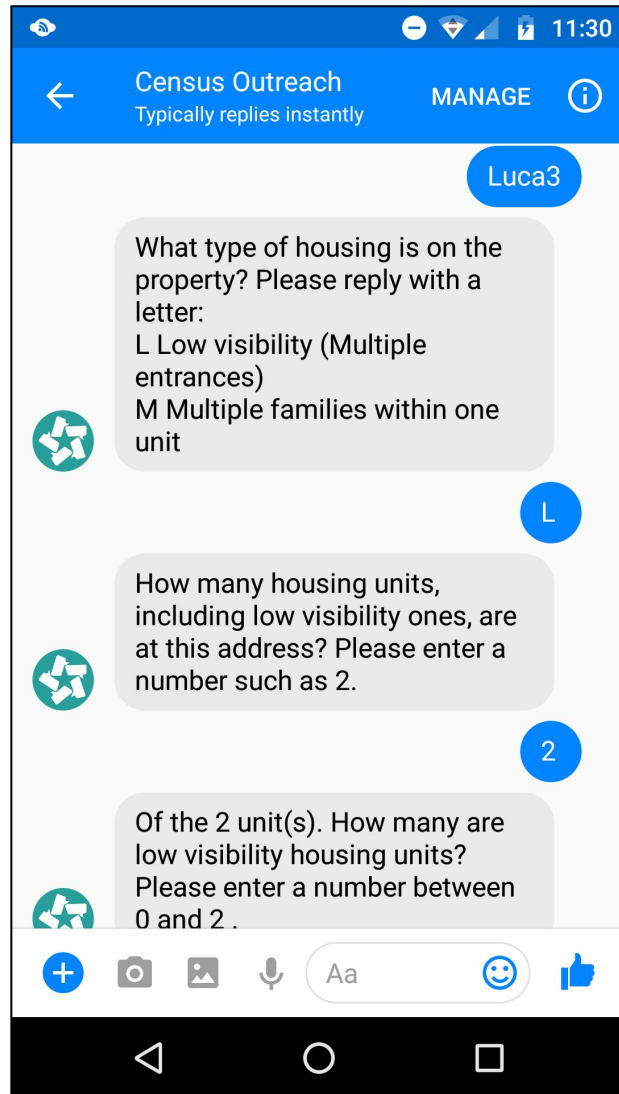 11:30
Census Outreach
Typically replies instantly
MANAGE
Luca3
What type of housing is on the
property? Please reply with a
letter:
L Low visibility (Multiple
entrances)
M Multiple families within one
unit
L
How many housing units,
including low visibility ones, are
at this address? Please enter a
number such as 2.
2
Of the 2 unit(s). How many are
low visibility housing units?
Please enter a number between
0 and 2 .
Aa